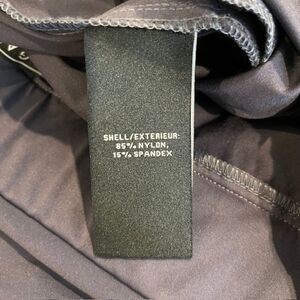 SHELL/EXTERIEUR:
85% NYLON,
15% SPANDEX